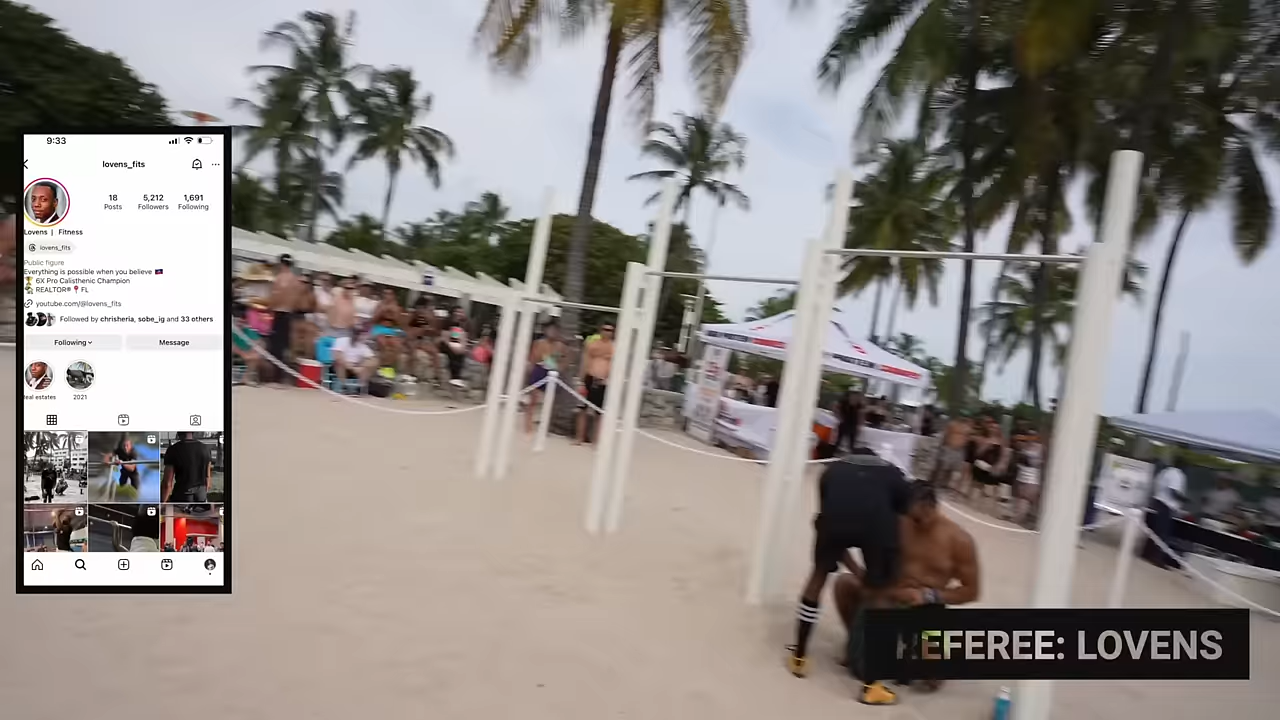 9:33
lovens_fits
18
5,212
1,691
Posts
Followers
Following
Lovens | Fitness
lovens_fits
Public figure
Everything is possible when you believe 🇭🇹
🏆 6X Pro Calisthenic Champion
REALTOR® 📍 FL
youtube.com/@lovens_fits
Followed by chrisheria, sobe_ig and 33 others
Following
Message
eal estates
2021
REFEREE: LOVENS